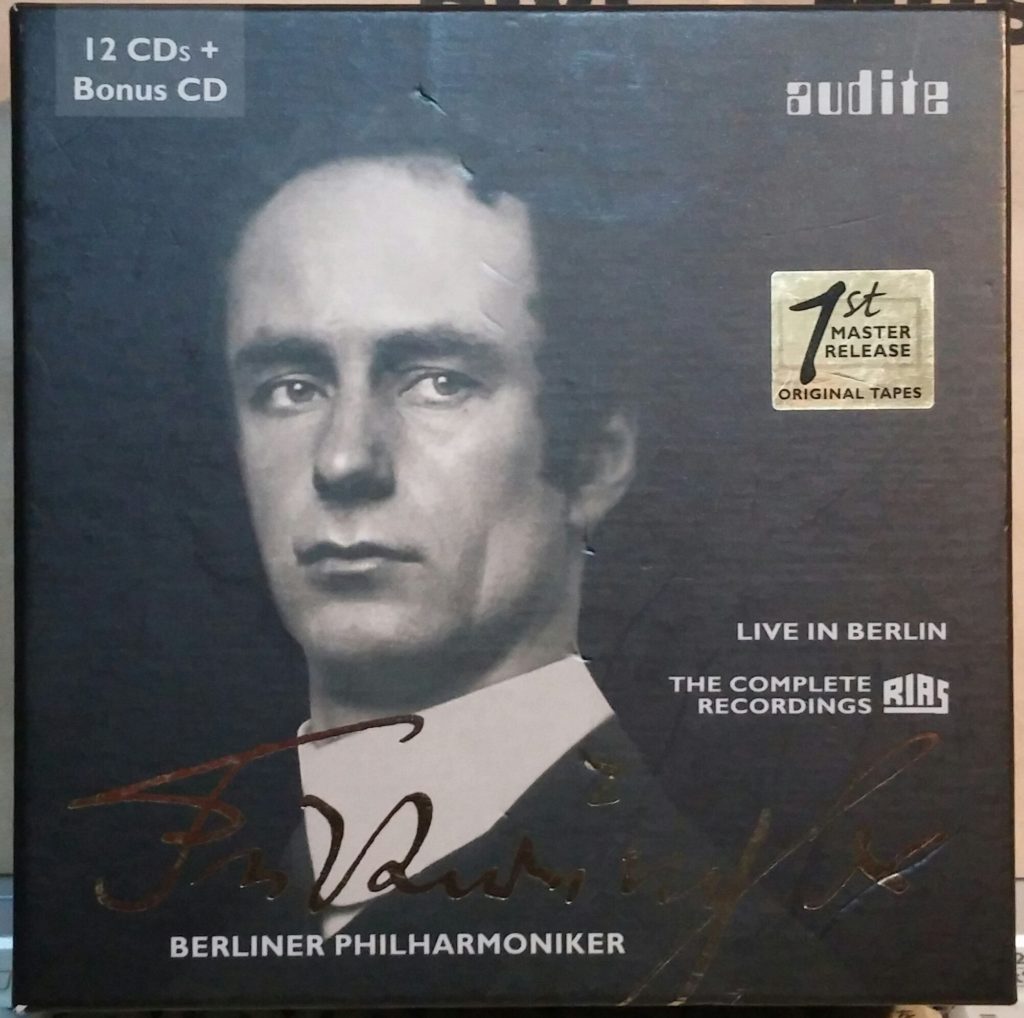 12 CDs +
Bonus CD
audite
1st
MASTER
RELEASE
ORIGINAL TAPES
LIVE IN BERLIN
THE COMPLETE
RECORDINGS
RIAS
BERLINER PHILHARMONIKER